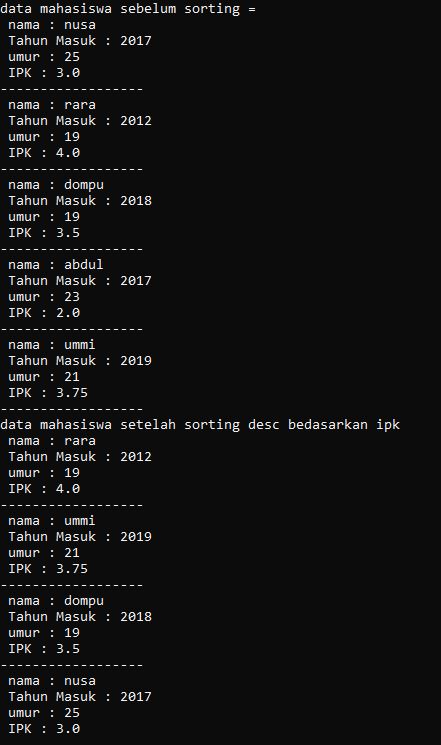 data mahasiswa sebelum sorting =
nama : nusa
Tahun Masuk : 2017
umur : 25
IPK : 3.0
------------------
nama : rara
Tahun Masuk : 2012
umur : 19
IPK : 4.0
------------------
nama : dompu
Tahun Masuk : 2018
umur : 19
IPK : 3.5
------------------
nama : abdul
Tahun Masuk : 2017
umur : 23
IPK : 2.0
------------------
nama : ummi
Tahun Masuk : 2019
umur : 21
IPK : 3.75
------------------
data mahasiswa setelah sorting desc bedasarkan ipk
nama : rara
Tahun Masuk : 2012
umur : 19
IPK : 4.0
------------------
nama : ummi
Tahun Masuk : 2019
umur : 21
IPK : 3.75
------------------
nama : dompu
Tahun Masuk : 2018
umur : 19
IPK : 3.5
------------------
nama : nusa
Tahun Masuk : 2017
umur : 25
IPK : 3.0